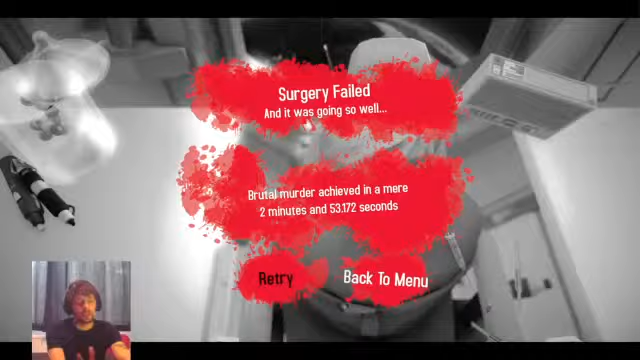 Surgery Failed
And it was going so well...
Brutal murder achieved in a mere
2 minutes and 53.172 seconds
Retry
Back To Menu